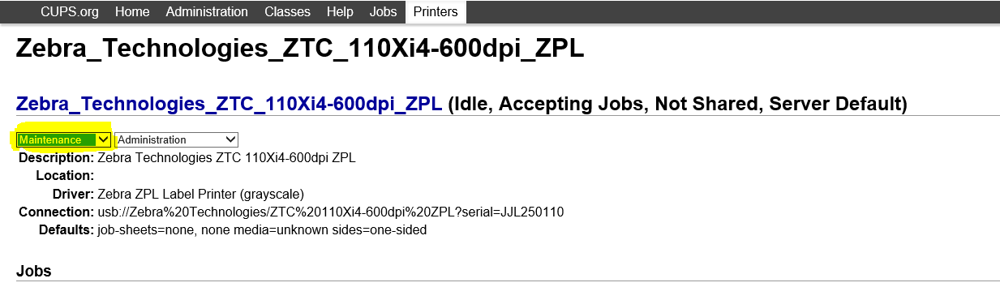 CUPS.org Home Administration Classes Help Jobs Printers
Zebra_Technologies_ZTC_110Xi4-600dpi_ZPL
Zebra_Technologies_ZTC_110Xi4-600dpi_ZPL (Idle, Accepting Jobs, Not Shared, Server Default)
Maintenance Administration
Description: Zebra Technologies ZTC 110Xi4-600dpi ZPL
Location:
Driver: Zebra ZPL Label Printer (grayscale)
Connection: usb://Zebra%20Technologies/ZTC%20110Xi4-600dpi%20ZPL?serial=JJL250110
Defaults: job-sheets=none, none media=unknown sides=one-sided
Jobs